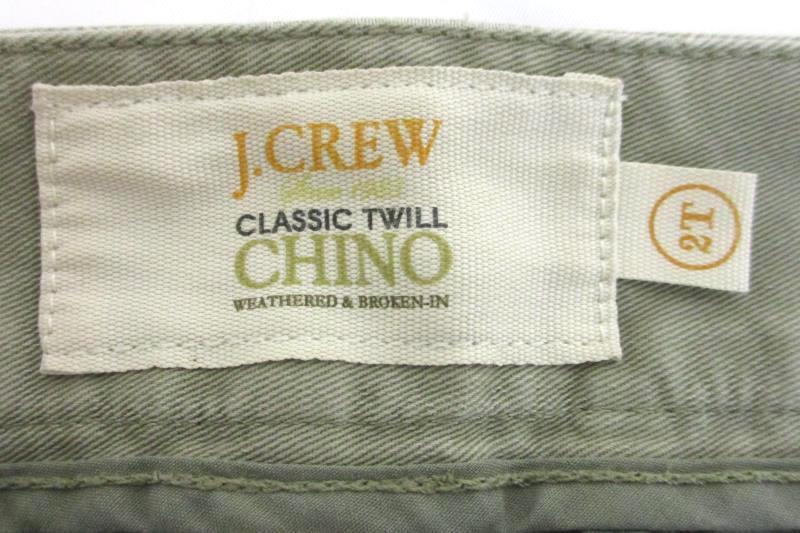 J.CREW
CLASSIC TWILL
CHINO
WEATHERED & BROKEN-IN
2T